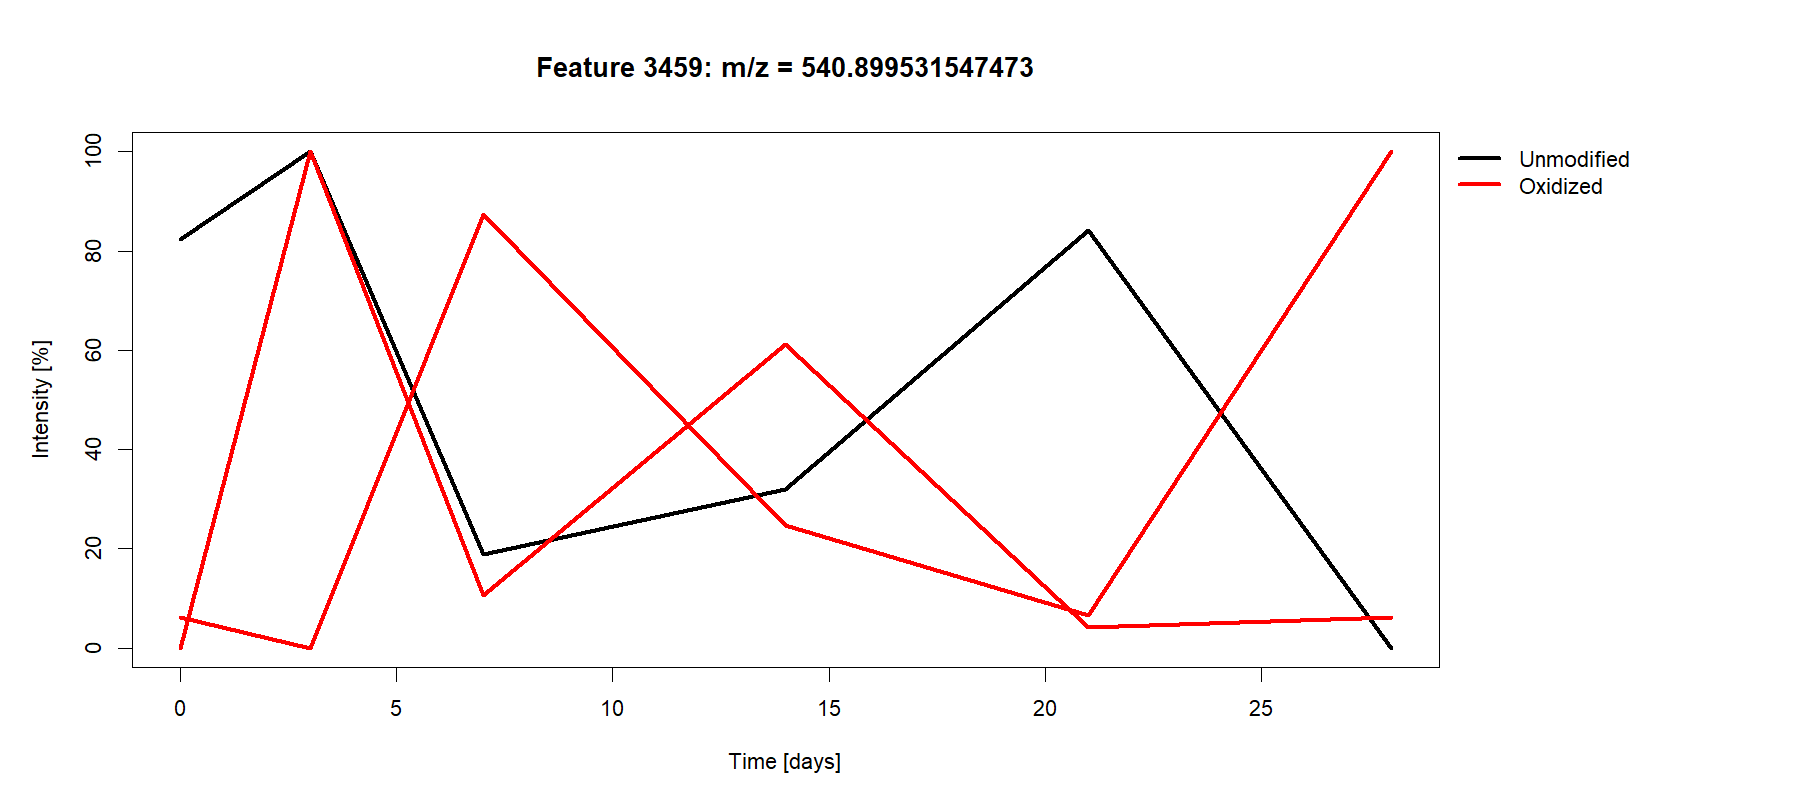 Feature 3459: m/z = 540.899531547473
Unmodified
Oxidized
Intensity [%]
100
80
60
40
20
0
0 5 10 15 20 25
Time [days]